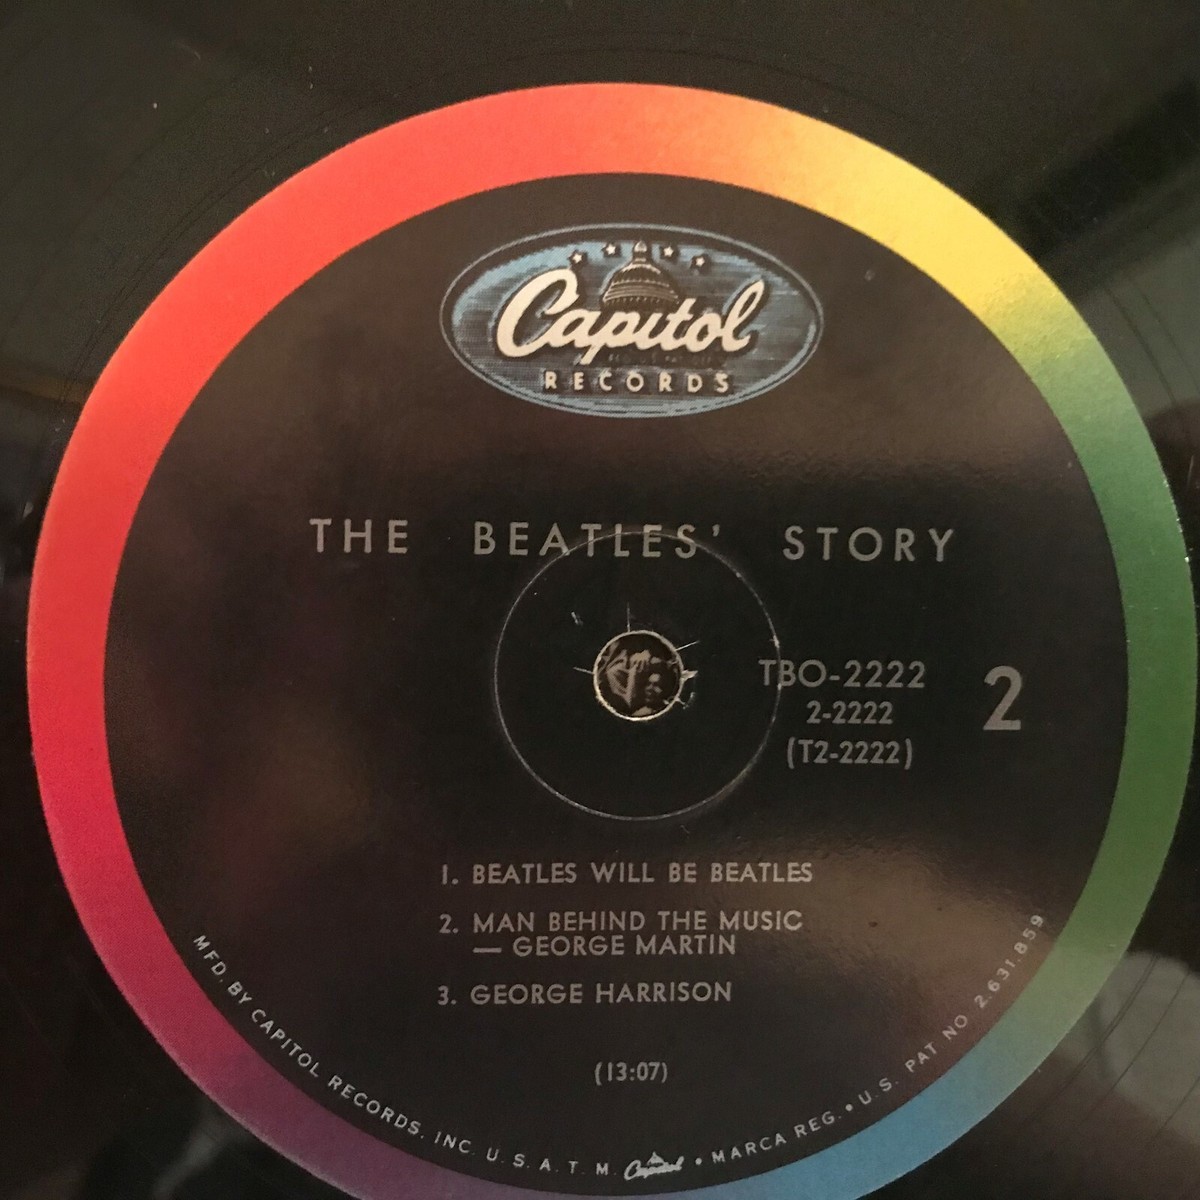 Capitol
RECORDS
THE BEATLES' STORY
TBO-2222
2-2222
(T2-2222)
2
1. BEATLES WILL BE BEATLES
2. MAN BEHIND THE MUSIC
— GEORGE MARTIN
3. GEORGE HARRISON
(13:07)
MFD. BY CAPITOL RECORDS, INC. U. S. A. T. M. Capitol • MARCA REG. • U.S. PAT NO 2,631,859